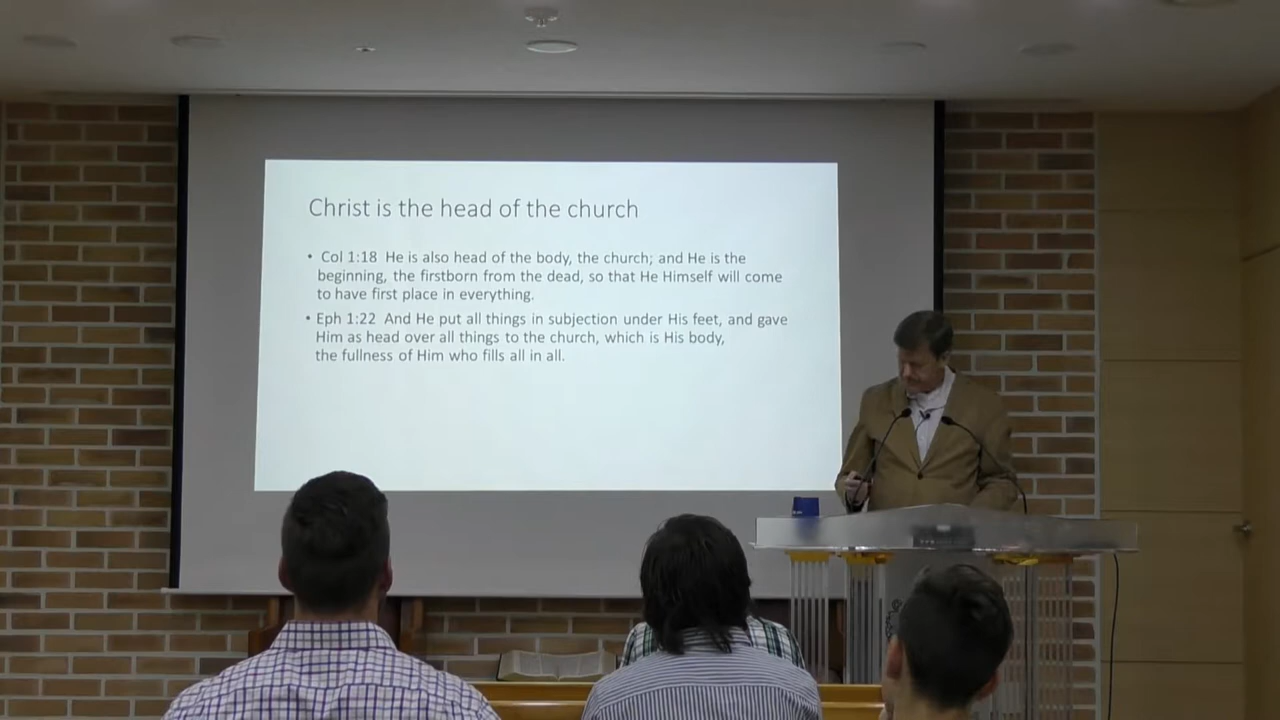 Christ is the head of the church
• Col 1:18 He is also head of the body, the church; and He is the
beginning, the firstborn from the dead, so that He Himself will come
to have first place in everything.
• Eph 1:22 And He put all things in subjection under His feet, and gave
Him as head over all things to the church, which is His body,
the fullness of Him who fills all in all.